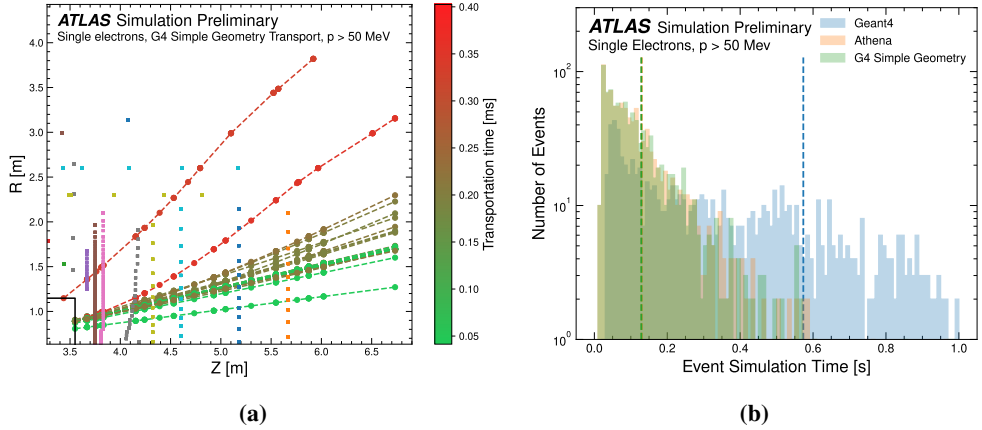 ATLAS Simulation Preliminary
Single electrons, G4 Simple Geometry Transport, p > 50 MeV
R [m]
4.0
3.5
3.0
2.5
2.0
1.5
1.0
3.5 4.0 4.5 5.0 5.5 6.0 6.5
Z [m]
0.40
0.35
0.30
0.25
0.20
0.15
0.10
0.05
Transportation time [ms]
(a)
ATLAS Simulation Preliminary
Single Electrons, p > 50 Mev
Geant4
Athena
G4 Simple Geometry
Number of Events
10²
10¹
10⁰
0.0 0.2 0.4 0.6 0.8 1.0
Event Simulation Time [s]
(b)